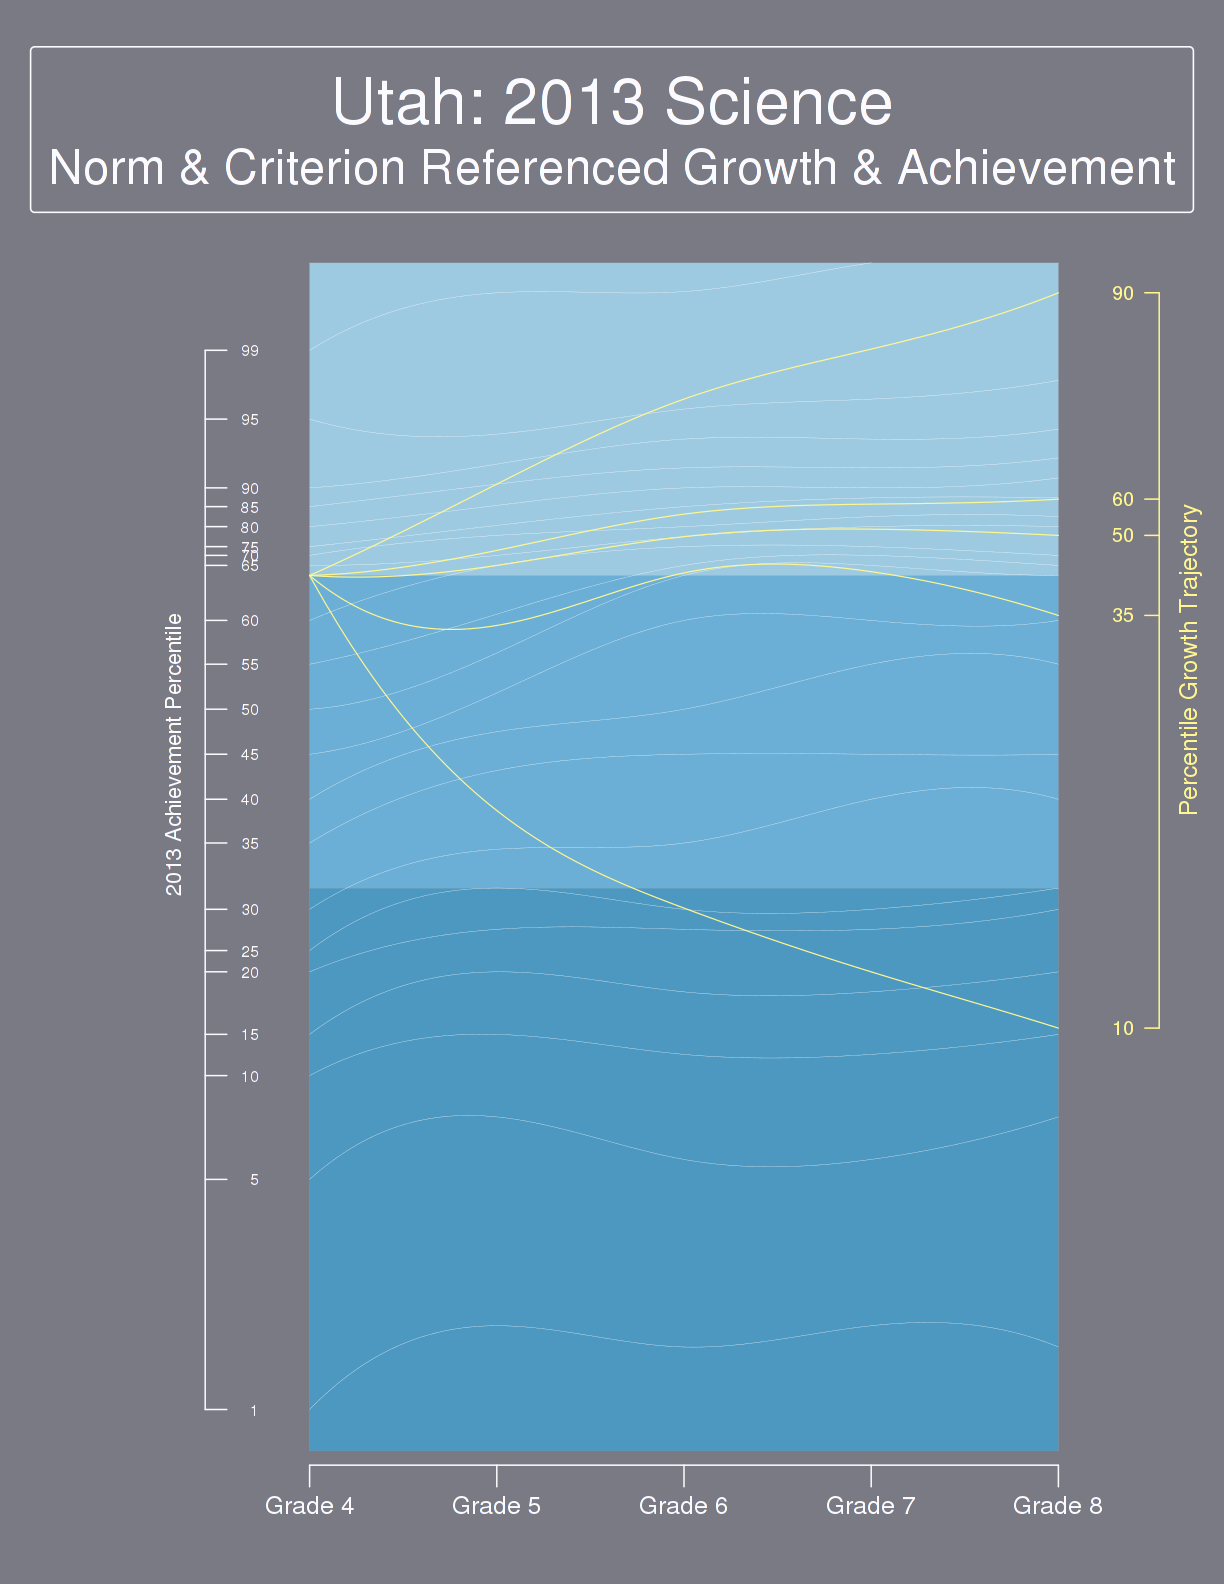 Utah: 2013 Science
Norm & Criterion Referenced Growth & Achievement
2013 Achievement Percentile
99
95
90
85
80
75
70
65
60
55
50
45
40
35
30
25
20
15
10
5
1
90
60
50
35
10
Percentile Growth Trajectory
Grade 4
Grade 5
Grade 6
Grade 7
Grade 8